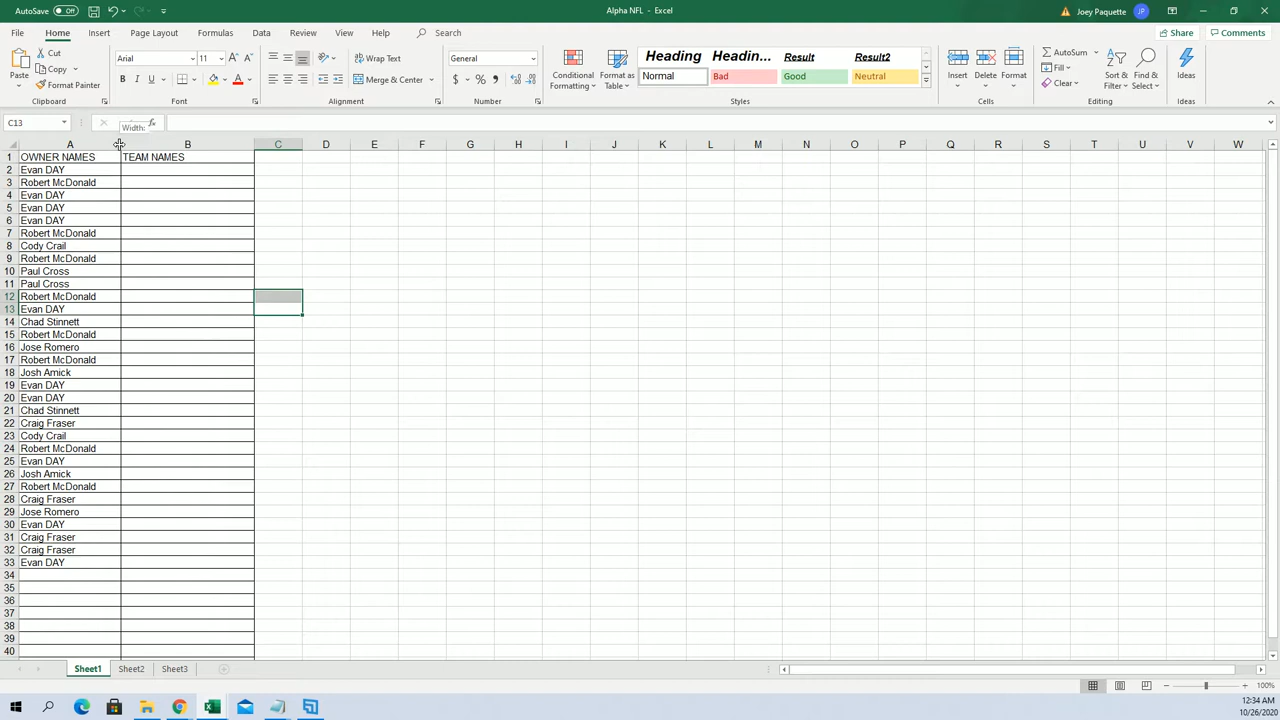 AutoSave Off
Alpha NFL - Excel
Joey Paquette JP
File Home Insert Page Layout Formulas Data Review View Help Search
Share Comments
Paste
Cut
Copy
Format Painter
Clipboard
Arial 11
B I U
Font
Wrap Text
Merge & Center
Alignment
General
$ % ,
Number
Conditional Formatting
Format as Table
Heading Headin... Result Result2
Normal Bad Good Neutral
Styles
Insert Delete Format
Cells
AutoSum
Fill
Clear
Sort & Filter
Find & Select
Editing
Ideas
Ideas
C13
Width:
fx
A B C D E F G H I J K L M N O P Q R S T U V W
1 OWNER NAMES TEAM NAMES
2 Evan DAY
3 Robert McDonald
4 Evan DAY
5 Evan DAY
6 Evan DAY
7 Robert McDonald
8 Cody Crail
9 Robert McDonald
10 Paul Cross
11 Paul Cross
12 Robert McDonald
13 Evan DAY
14 Chad Stinnett
15 Robert McDonald
16 Jose Romero
17 Robert McDonald
18 Josh Amick
19 Evan DAY
20 Evan DAY
21 Chad Stinnett
22 Craig Fraser
23 Cody Crail
24 Robert McDonald
25 Evan DAY
26 Josh Amick
27 Robert McDonald
28 Craig Fraser
29 Jose Romero
30 Evan DAY
31 Craig Fraser
32 Craig Fraser
33 Evan DAY
34
35
36
37
38
39
40
Sheet1 Sheet2 Sheet3
100%
12:34 AM
10/26/2020